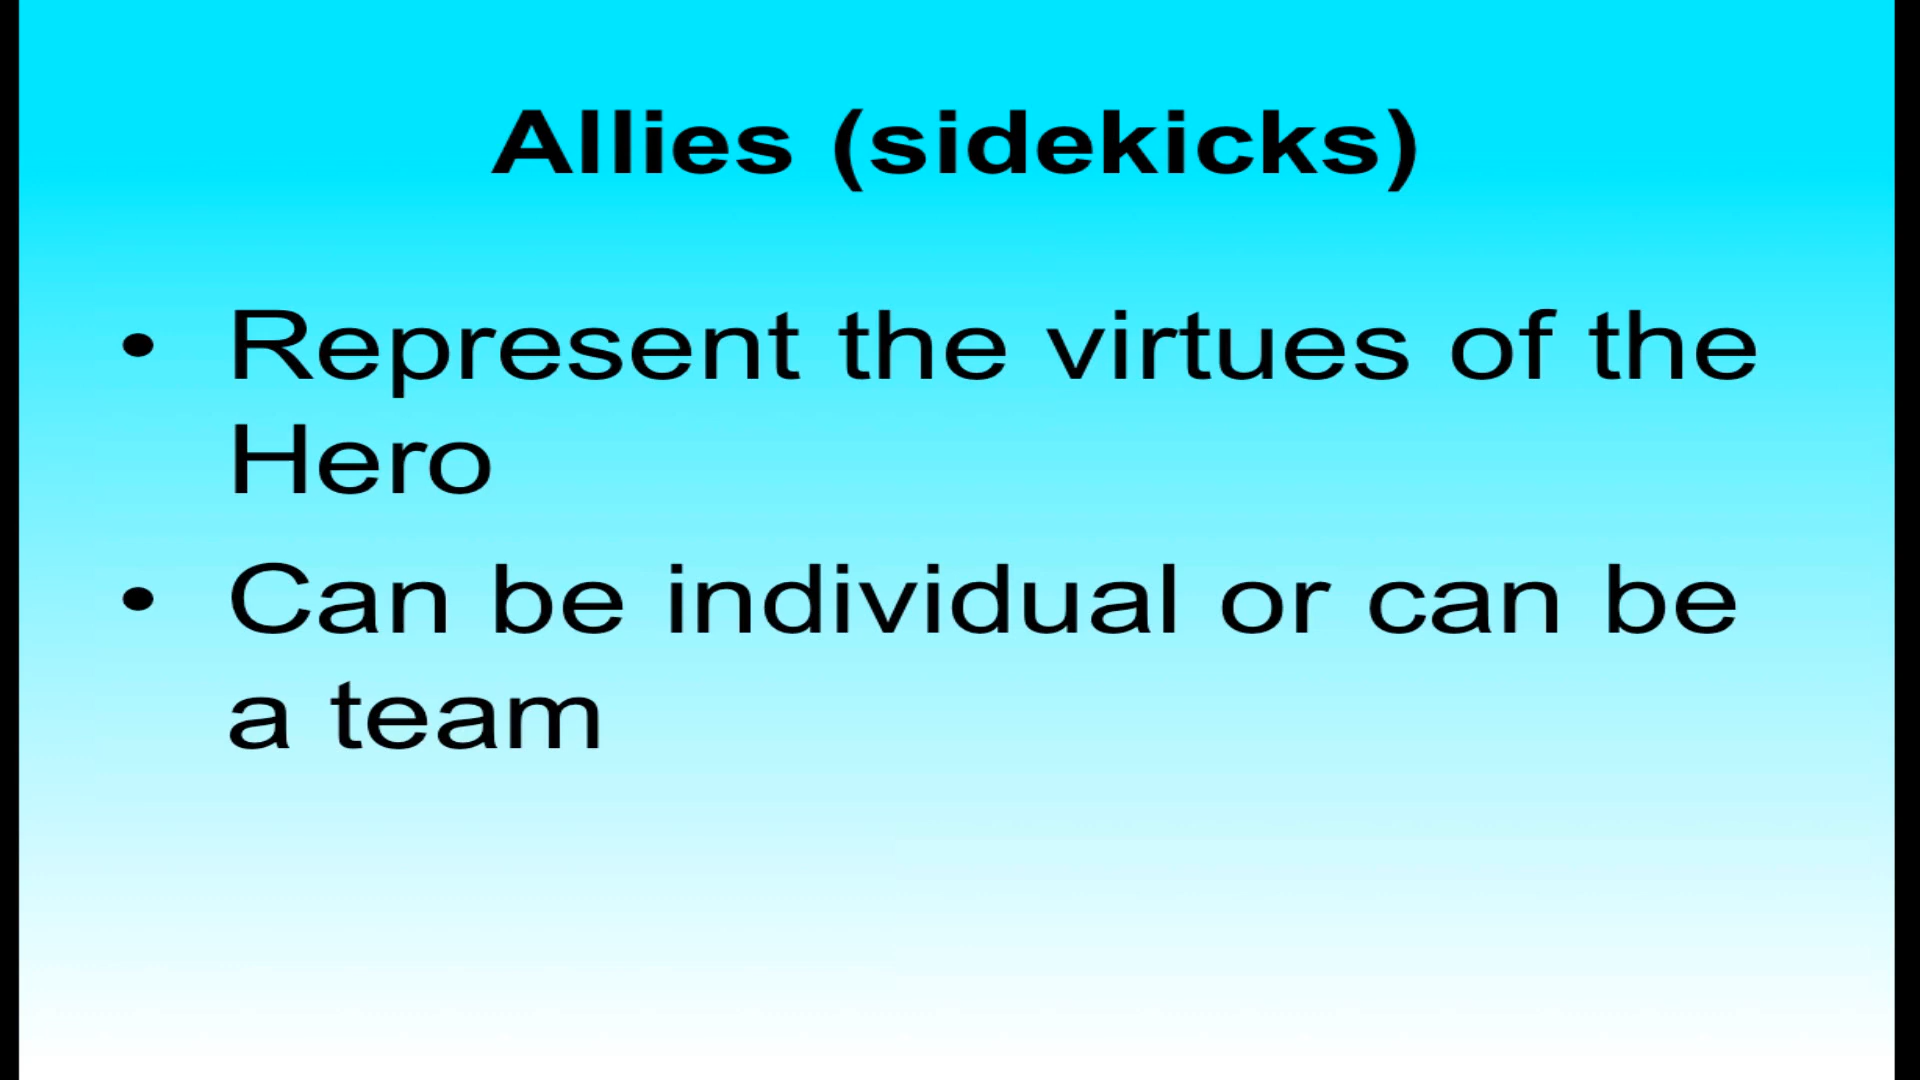 Allies (sidekicks)
• Represent the virtues of the
Hero
• Can be individual or can be
a team